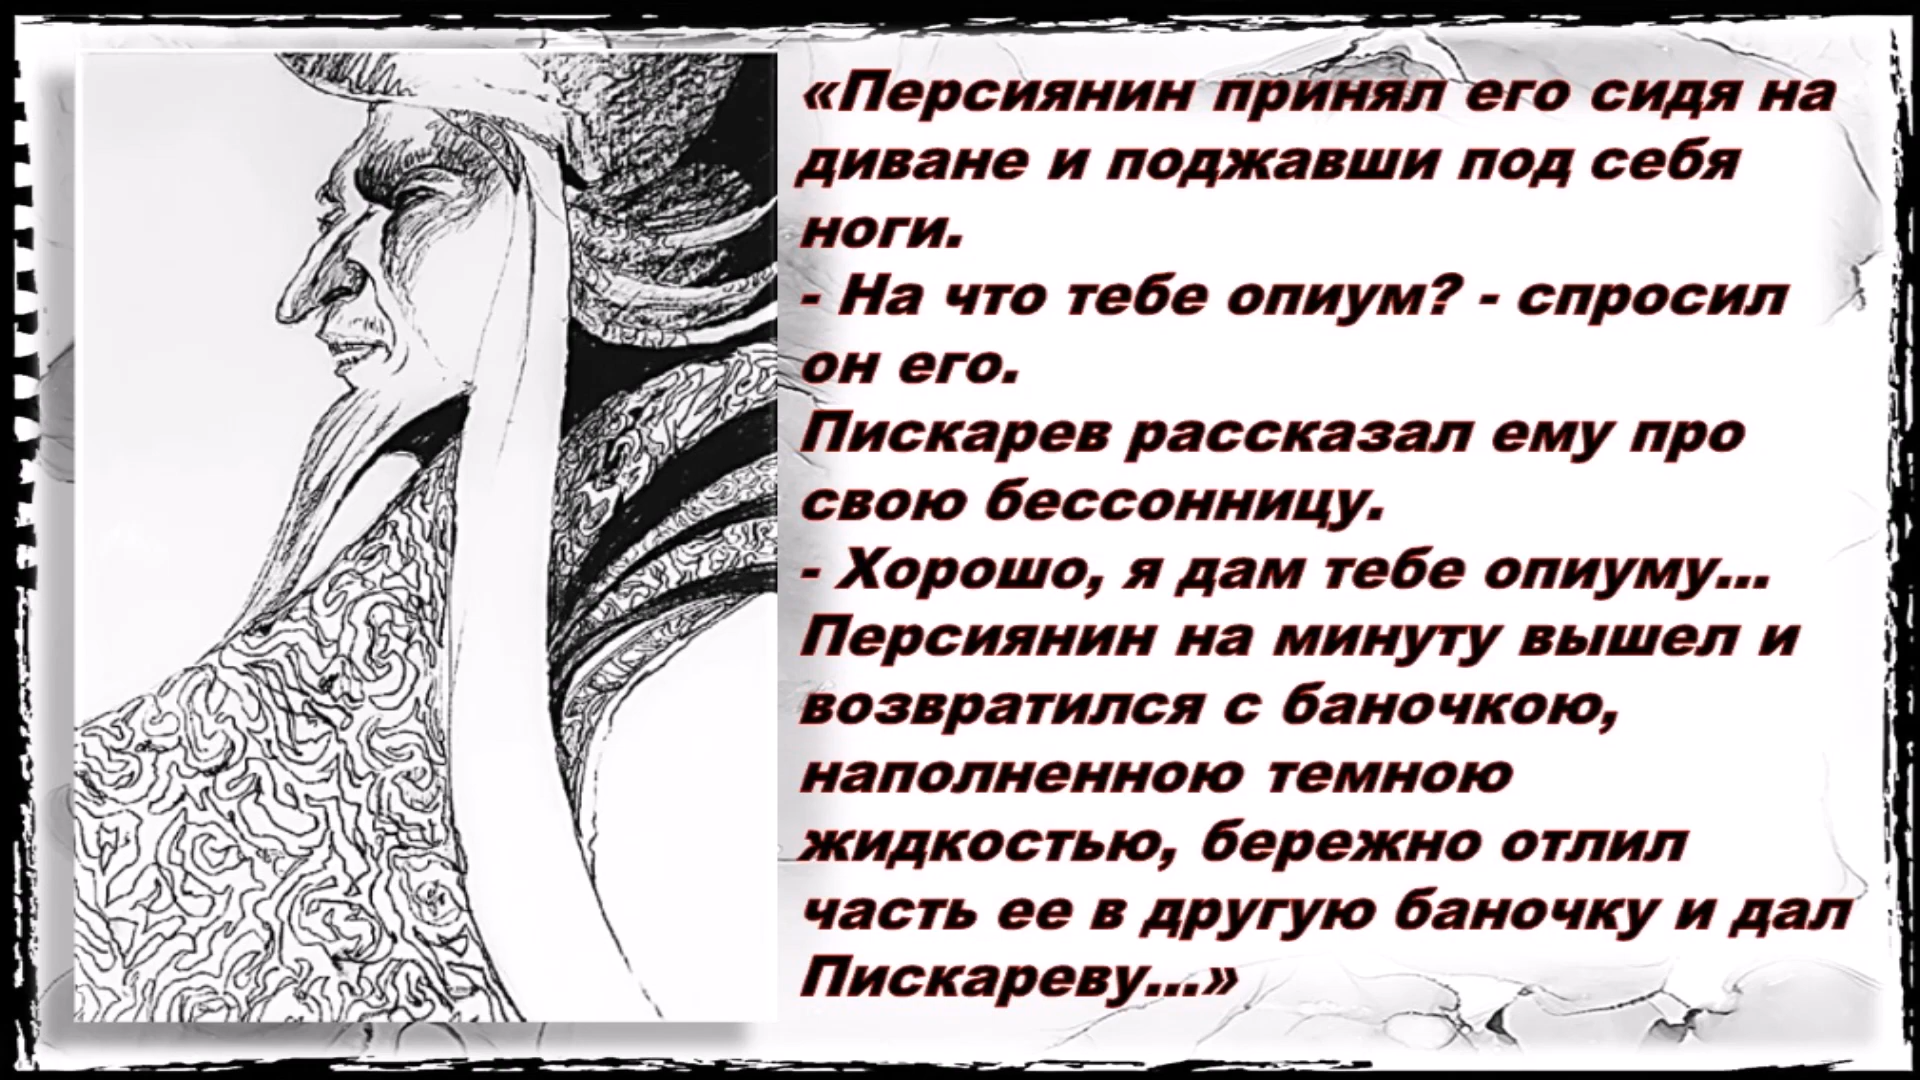 «Персиянин принял его сидя на
диване и поджавши под себя
ноги.
- На что тебе опиум? - спросил
он его.
Пискарев рассказал ему про
свою бессонницу.
- Хорошо, я дам тебе опиуму...
Персиянин на минуту вышел и
возвратился с баночкою,
наполненною темною
жидкостью, бережно отлил
часть ее в другую баночку и дал
Пискареву...»